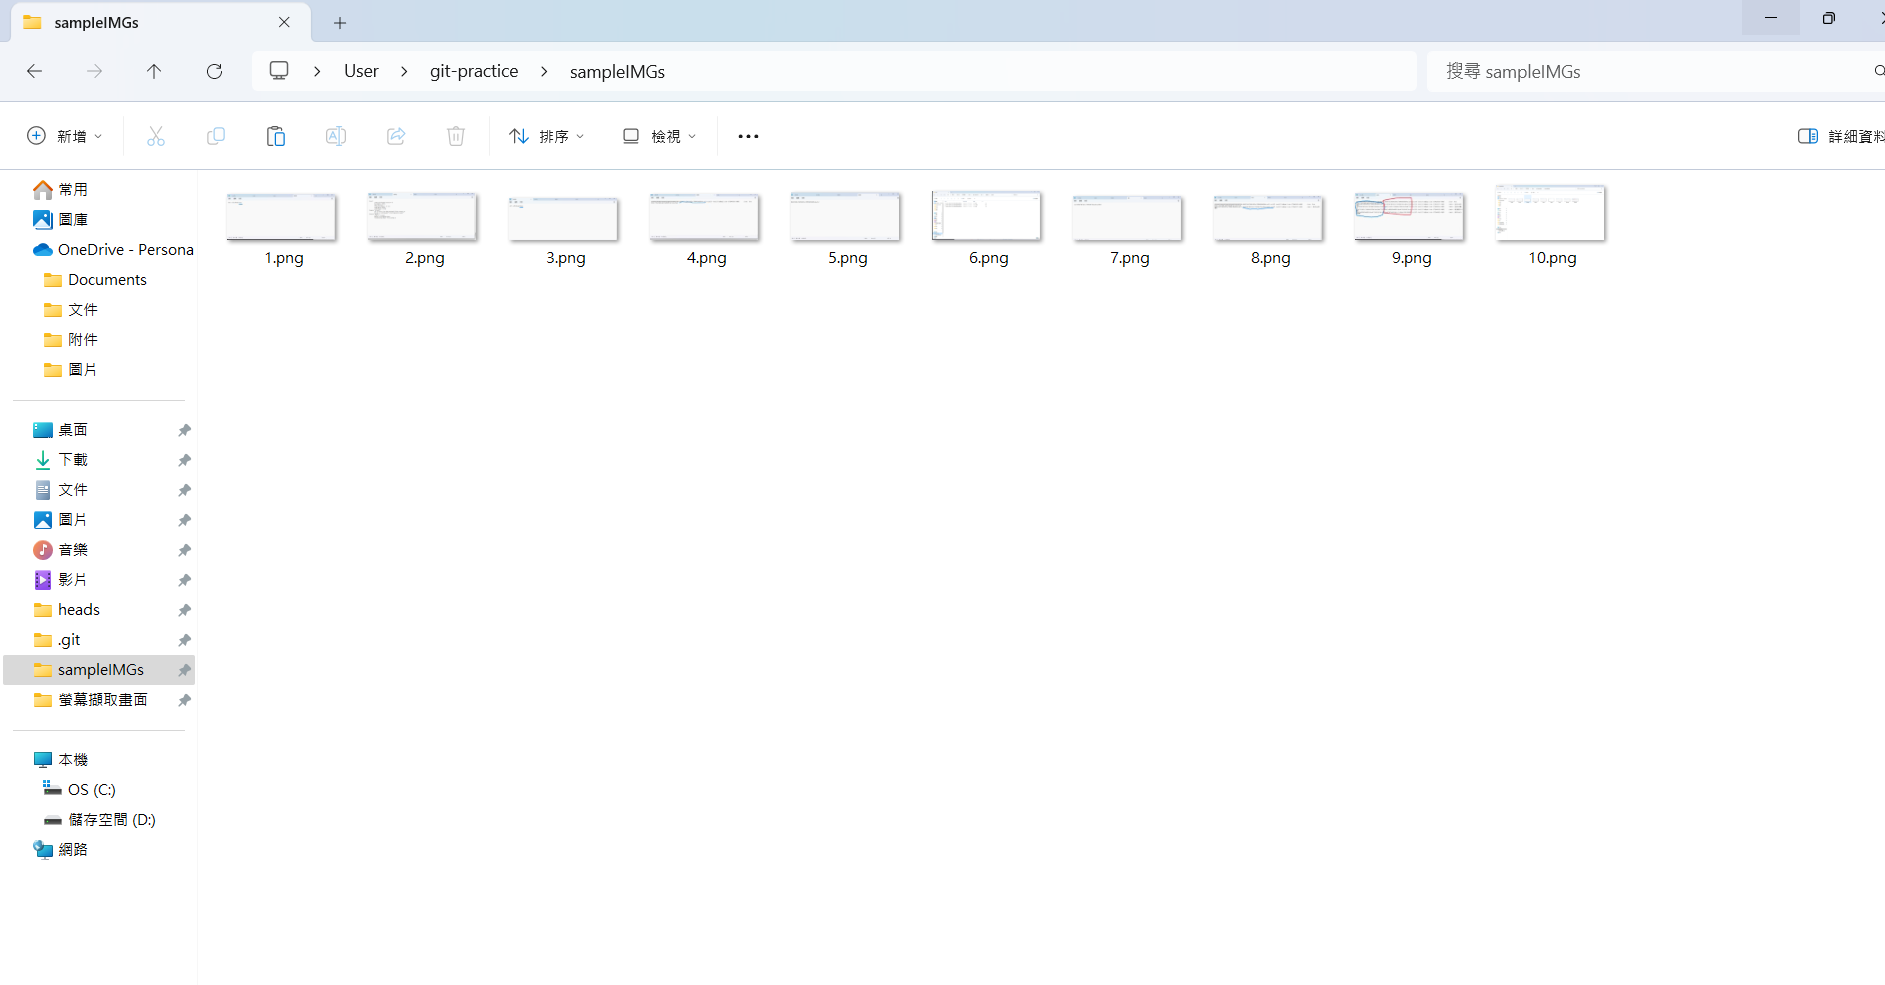 sampleIMGs
User > git-practice > sampleIMGs
搜尋 sampleIMGs
新增
排序
檢視
詳細資料
常用
圖庫
OneDrive - Persona
Documents
文件
附件
圖片
桌面
下載
文件
圖片
音樂
影片
heads
.git
sampleIMGs
螢幕擷取畫面
本機
OS (C:)
儲存空間 (D:)
網路
1.png
2.png
3.png
4.png
5.png
6.png
7.png
8.png
9.png
10.png